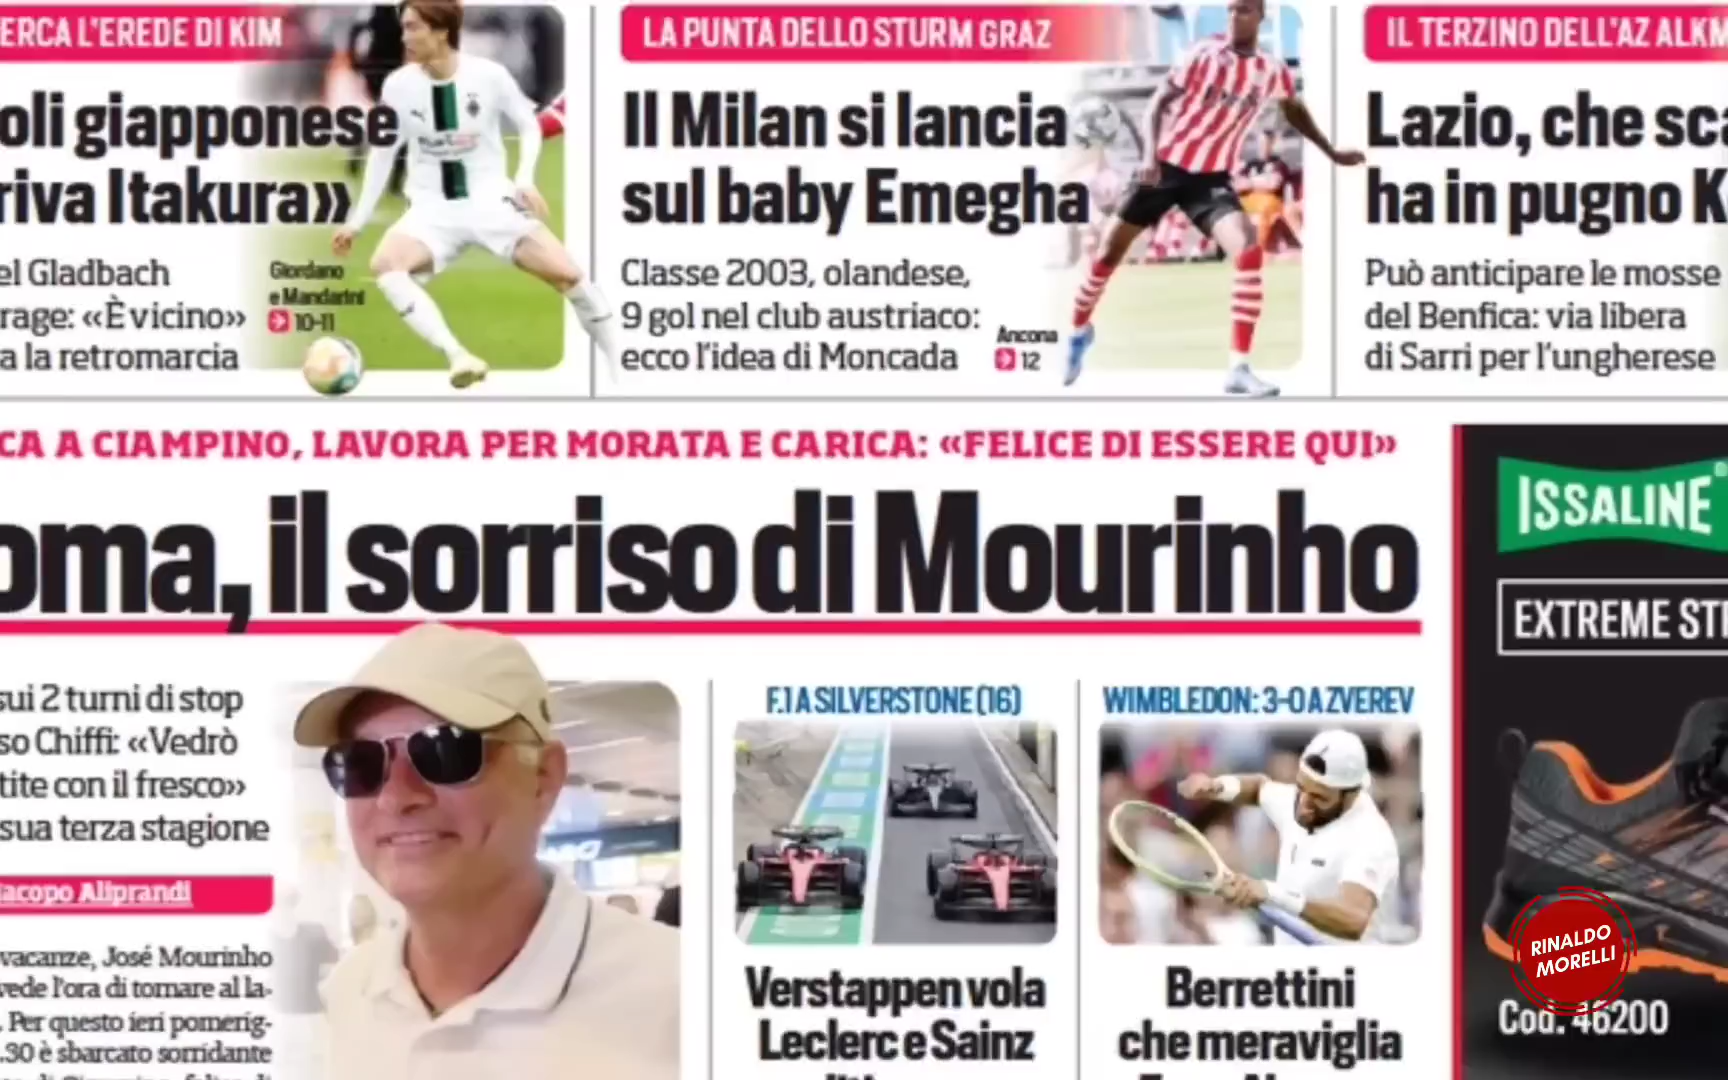 ERCA L'EREDE DI KIM
oli giapponese
riva Itakura»
el Gladbach
rage: «È vicino»
a la retromarcia
Giordano
e Mandarini
10-11
LA PUNTA DELLO STURM GRAZ
Il Milan si lancia
sul baby Emegha
Classe 2003, olandese,
9 gol nel club austriaco:
ecco l'idea di Moncada
Ancona
12
IL TERZINO DELL'AZ ALKM
Lazio, che sca
ha in pugno K
Può anticipare le mosse
del Benfica: via libera
di Sarri per l'ungherese
CA A CIAMPINO, LAVORA PER MORATA E CARICA: «FELICE DI ESSERE QUI»
oma, il sorriso di Mourinho
sui 2 turni di stop
so Chiffi: «Vedrò
tite con il fresco»
sua terza stagione
Jacopo Aliprandi
vacanze, José Mourinho
vede l'ora di tornare al la-
. Per questo ieri pomerig-
.30 è sbarcato sorridante
F.1 A SILVERSTONE (16)
Verstappen vola
Leclerc e Sainz
WIMBLEDON: 3-0 A ZVEREV
Berrettini
che meraviglia
ISSALINE®
EXTREME STR
RINALDO
MORELLI
Cod. 46200